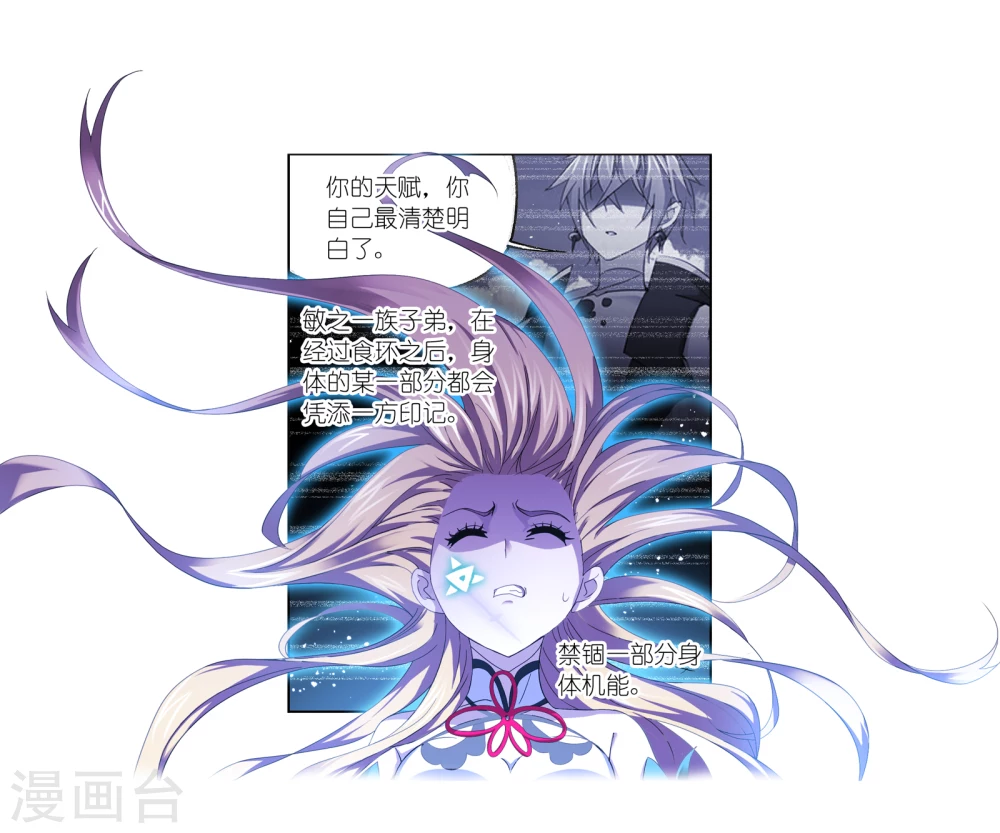 你的天赋，你
自己最清楚明
白了。
敏之一族子弟，在
经过食环之后，身
体的某一部分都会
凭添一方印记。
禁锢一部分身
体机能。
漫画台